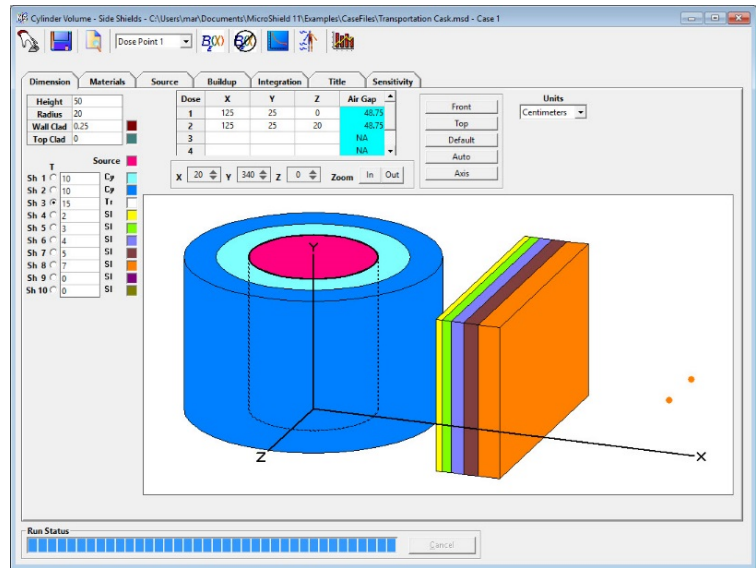 Cylinder Volume - Side Shields - C:\Users\mar\Documents\MicroShield 11\Examples\CaseFiles\Transportation Cask.msd - Case 1
Dose Point 1
Dimension Materials Source Buildup Integration Title Sensitivity
Height 50
Radius 20
Wall Clad 0.25
Top Clad 0
Dose X Y Z Air Gap
1 125 25 0 48.75
2 125 25 20 48.75
3 NA
4 NA
Front
Top
Default
Auto
Axis
Units
Centimeters
T Source
X 20 Y 340 Z 0 Zoom In Out
Sh 1 10 Cy
Sh 2 10 Cy
Sh 3 15 Tr
Sh 4 2 Sl
Sh 5 3 Sl
Sh 6 4 Sl
Sh 7 5 Sl
Sh 8 7 Sl
Sh 9 0 Sl
Sh 10 0 Sl
Y
Z
X
Run Status
Cancel